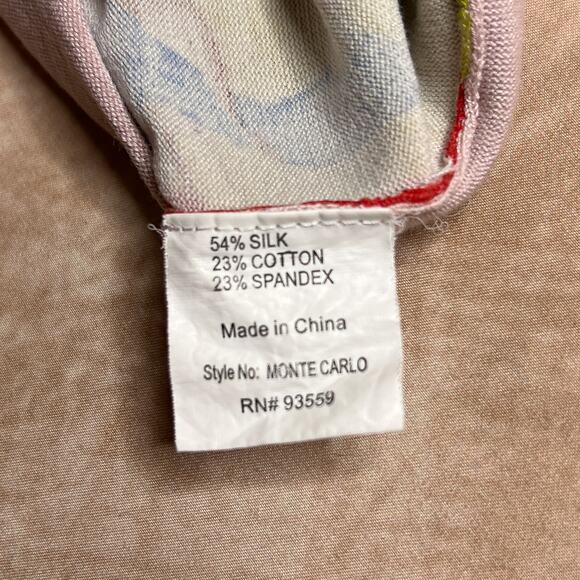 54% SILK
23% COTTON
23% SPANDEX
Made in China
Style No: MONTE CARLO
RN# 93559